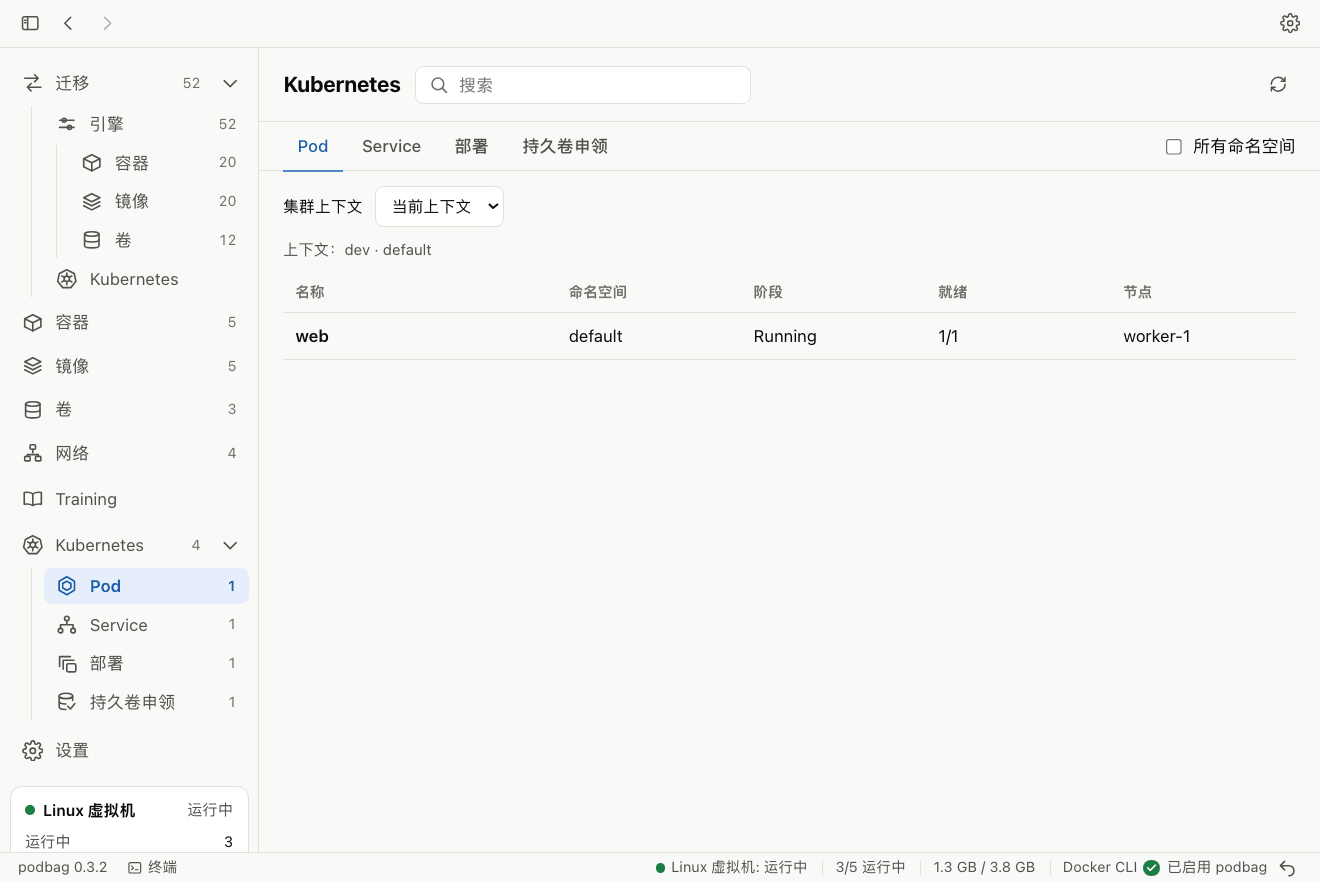 迁移 52
引擎 52
容器 20
镜像 20
卷 12
Kubernetes
容器 5
镜像 5
卷 3
网络 4
Training
Kubernetes 4
Pod 1
Service 1
部署 1
持久卷申领 1
设置
Linux 虚拟机 运行中
运行中 3
Kubernetes 搜索
Pod Service 部署 持久卷申领 所有命名空间
集群上下文 当前上下文
上下文: dev · default
名称 命名空间 阶段 就绪 节点
web default Running 1/1 worker-1
podbag 0.3.2 终端 Linux 虚拟机: 运行中 3/5 运行中 1.3 GB / 3.8 GB Docker CLI 已启用 podbag